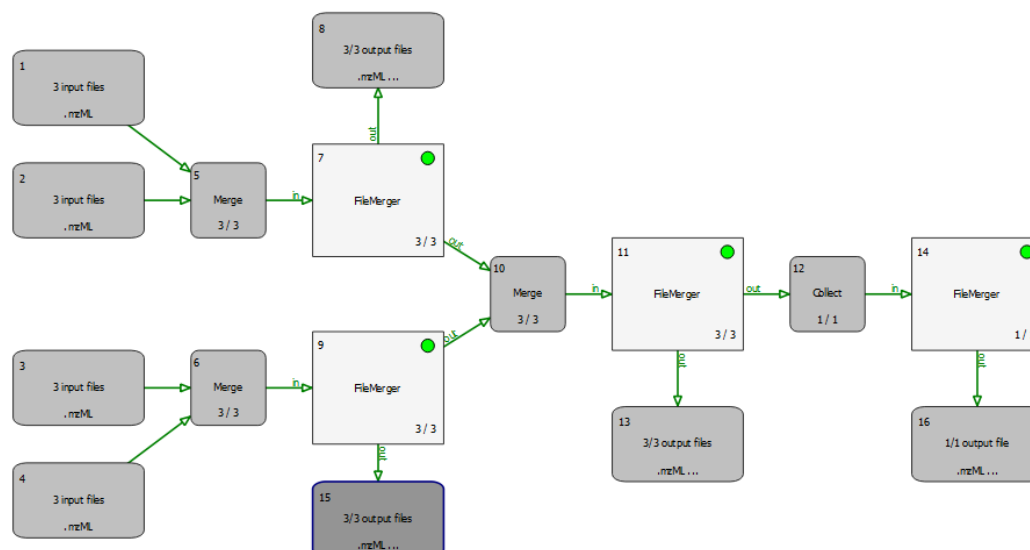 1
3 input files
.mzML
2
3 input files
.mzML
3
3 input files
.mzML
4
3 input files
.mzML
5
Merge
3 / 3
6
Merge
3 / 3
in
in
8
3/3 output files
.mzML ...
out
7
FileMerger
3 / 3
out
9
FileMerger
3 / 3
out
out
15
3/3 output files
.mzML ...
10
Merge
3 / 3
in
11
FileMerger
3 / 3
out
out
13
3/3 output files
.mzML ...
12
Collect
1 / 1
in
14
FileMerger
1 /
out
16
1/1 output file
.mzML ...